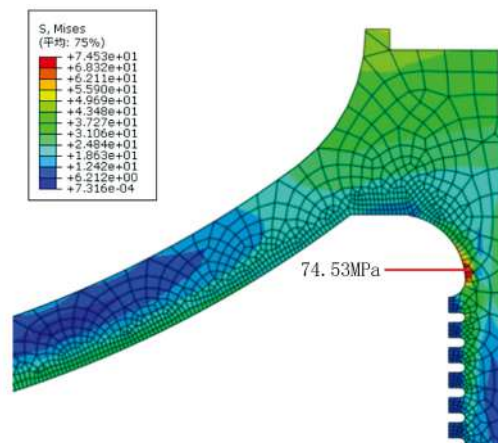 S, Mises
(平均: 75%)
+7.453e+01
+6.832e+01
+6.211e+01
+5.590e+01
+4.969e+01
+4.348e+01
+3.727e+01
+3.106e+01
+2.484e+01
+1.863e+01
+1.242e+01
+6.212e+00
+7.316e-04
74.53MPa